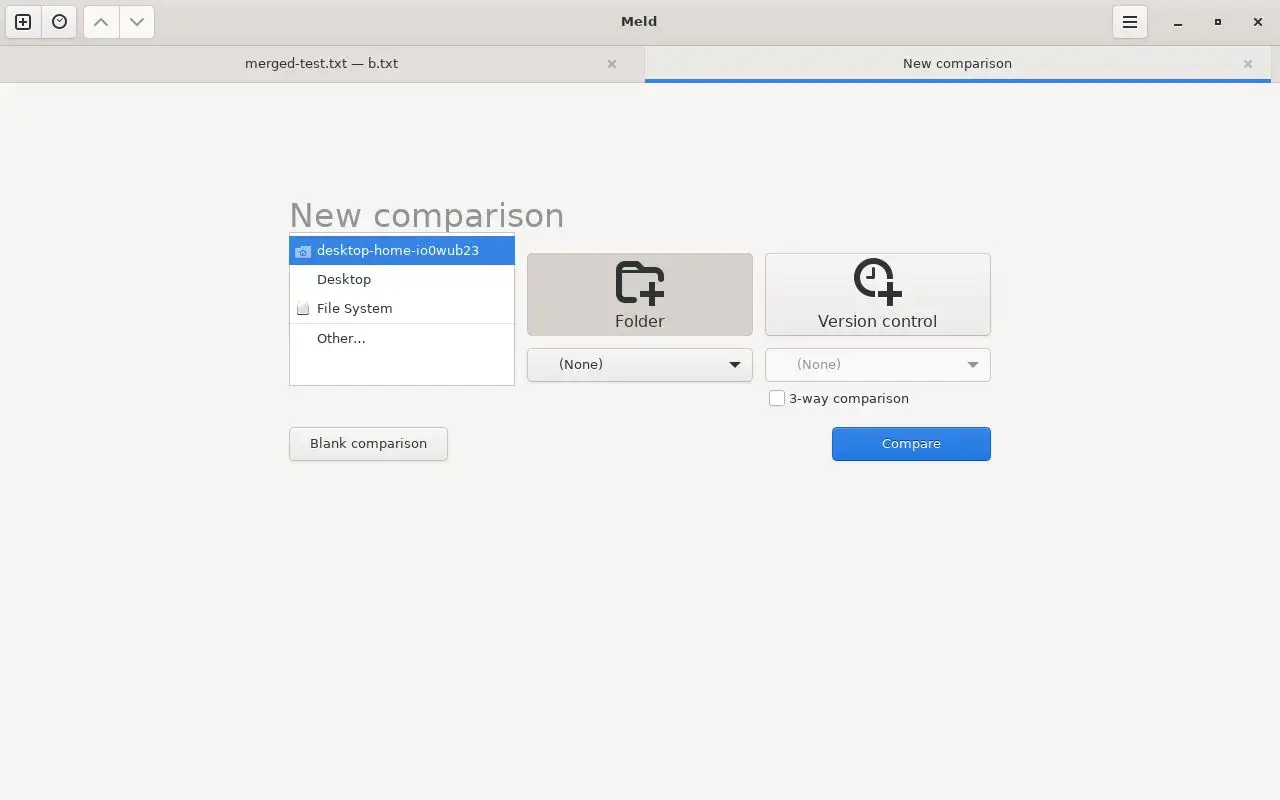 Meld
merged-test.txt — b.txt
New comparison
New comparison
desktop-home-io0wub23
Desktop
File System
Other…
Folder
Version control
(None)
(None)
3-way comparison
Blank comparison
Compare